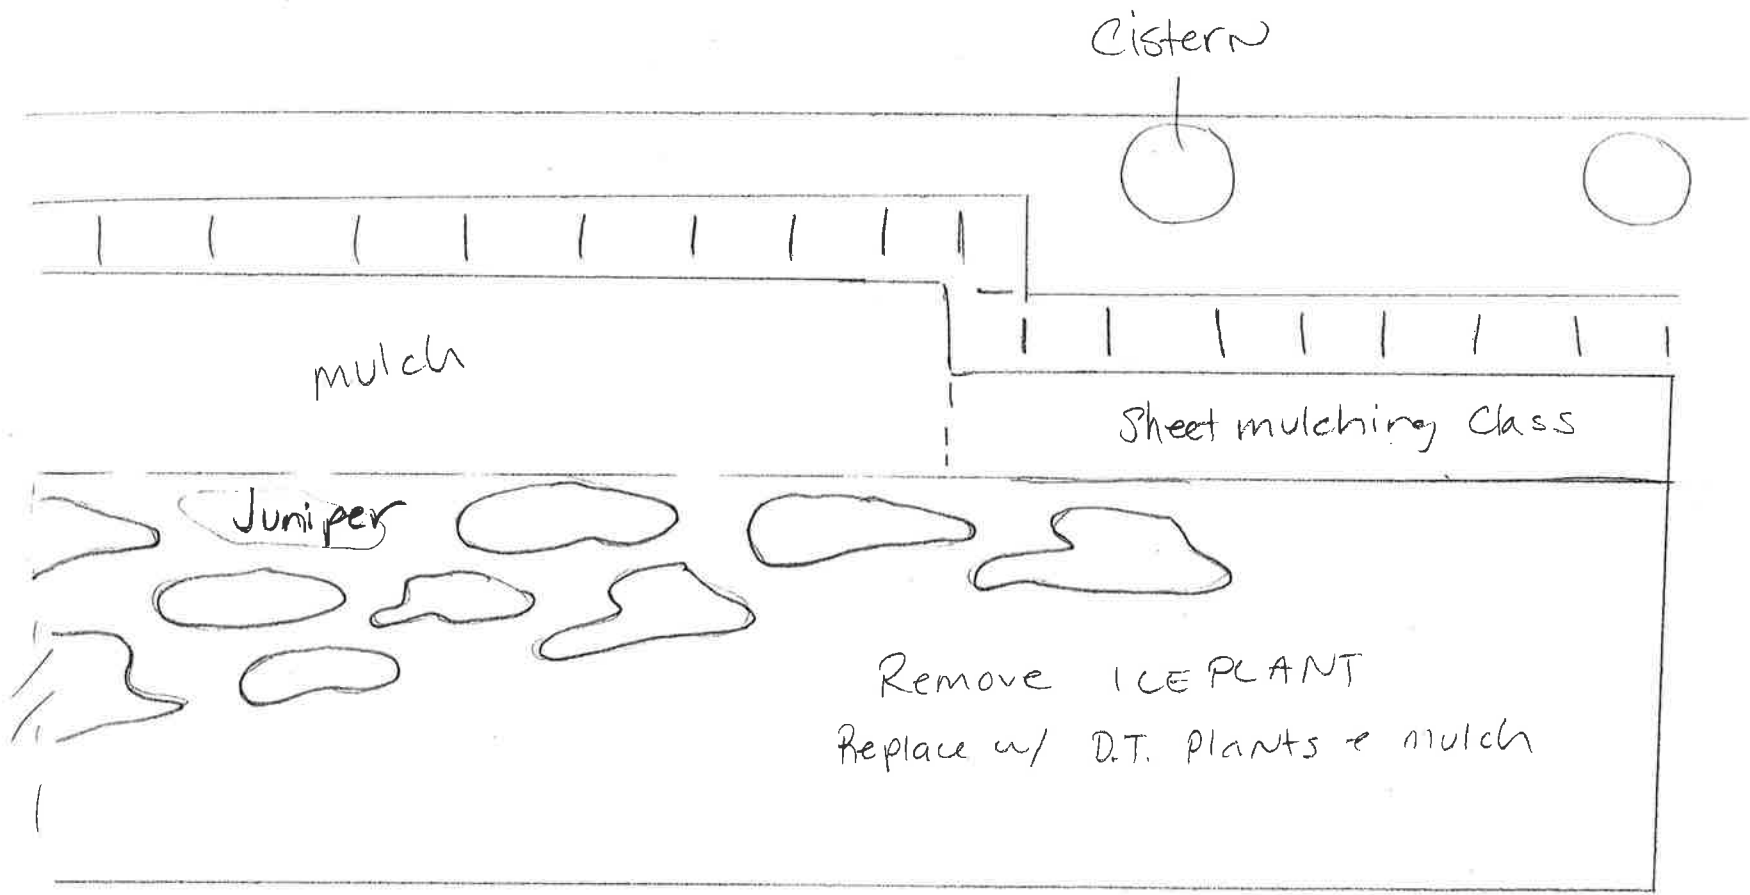 Cistern
mulch
Sheet mulching Class
Juniper
Remove ICEPLANT
Replace w/ D.T. Plants + mulch